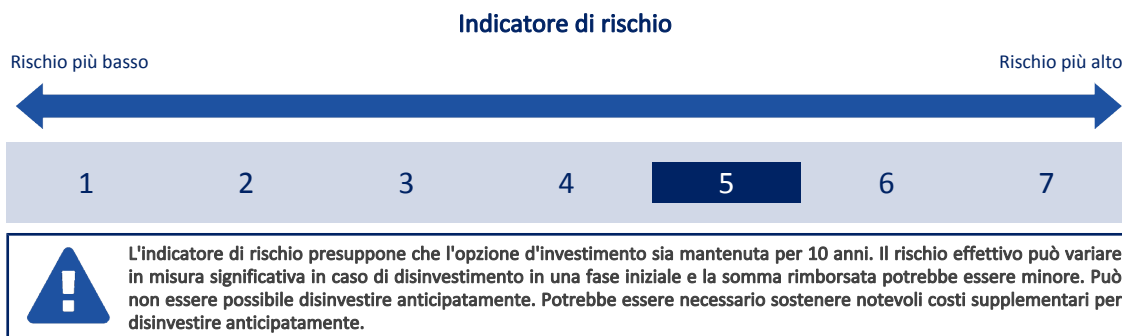 Indicatore di rischio
Rischio più basso
Rischio più alto
1 2 3 4 5 6 7
L'indicatore di rischio presuppone che l'opzione d'investimento sia mantenuta per 10 anni. Il rischio effettivo può variare
in misura significativa in caso di disinvestimento in una fase iniziale e la somma rimborsata potrebbe essere minore. Può
non essere possibile disinvestire anticipatamente. Potrebbe essere necessario sostenere notevoli costi supplementari per
disinvestire anticipatamente.